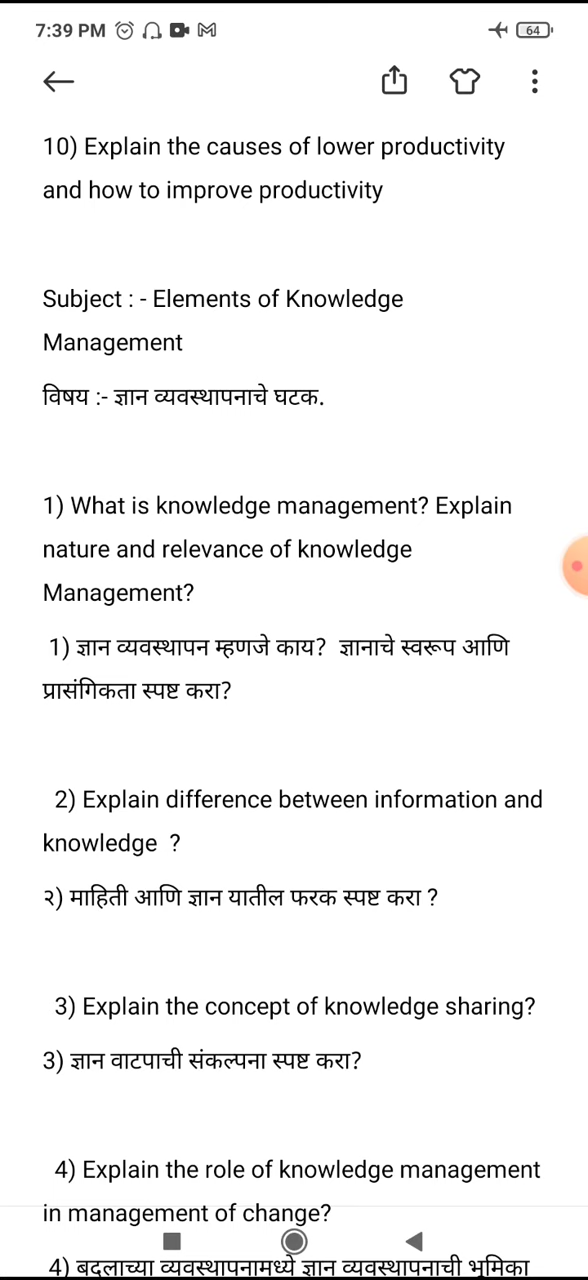 7:39 PM
64
10) Explain the causes of lower productivity
and how to improve productivity
Subject : - Elements of Knowledge
Management
विषय :- ज्ञान व्यवस्थापनाचे घटक.
1) What is knowledge management? Explain
nature and relevance of knowledge
Management?
1) ज्ञान व्यवस्थापन म्हणजे काय? ज्ञानाचे स्वरूप आणि
प्रासंगिकता स्पष्ट करा?
2) Explain difference between information and
knowledge ?
२) माहिती आणि ज्ञान यातील फरक स्पष्ट करा ?
3) Explain the concept of knowledge sharing?
3) ज्ञान वाटपाची संकल्पना स्पष्ट करा?
4) Explain the role of knowledge management
in management of change?
4) बदलाच्या व्यवस्थापनामध्ये ज्ञान व्यवस्थापनाची भूमिका